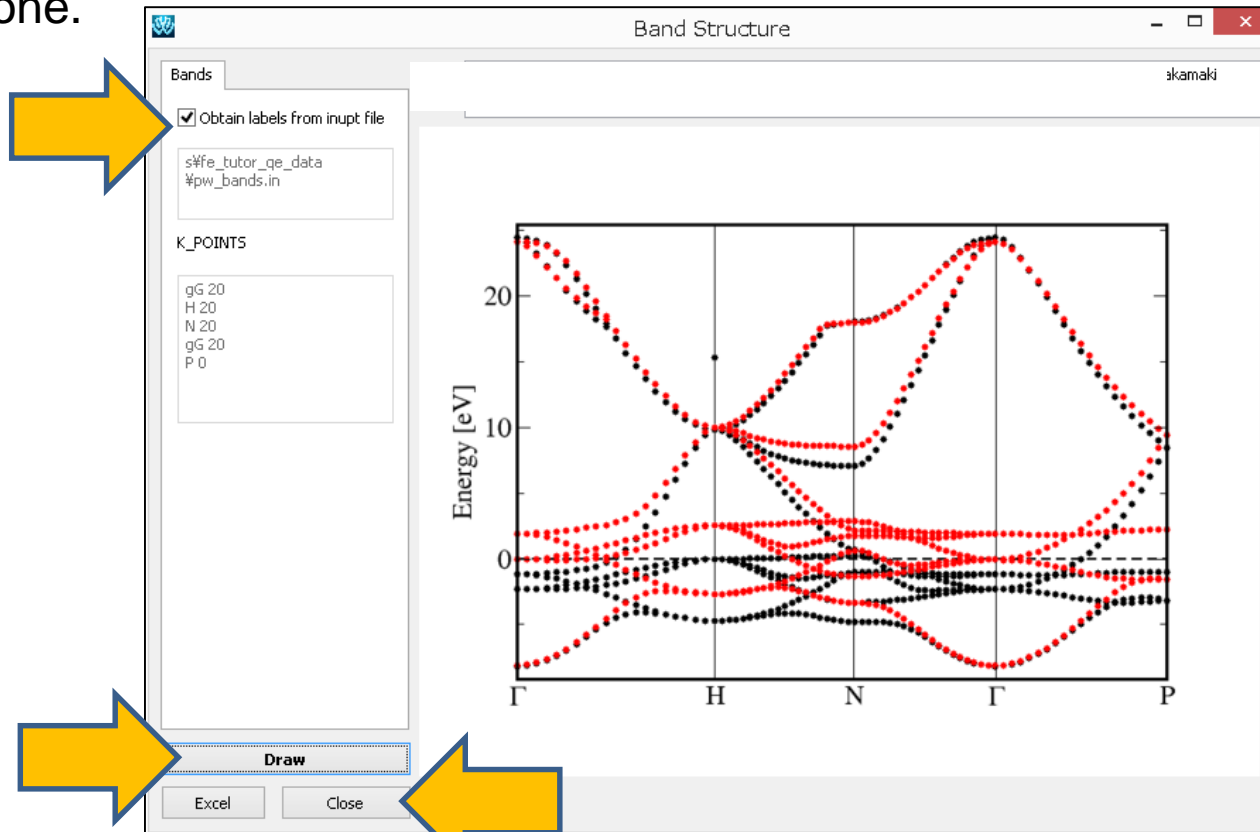 one.
Band Structure
Bands
akamaki
Obtain labels from inupt file
s¥fe_tutor_qe_data
¥pw_bands.in
K_POINTS
gG 20
H 20
N 20
gG 20
P 0
Energy [eV]
20
10
0
Γ H N Γ P
Draw
Excel Close